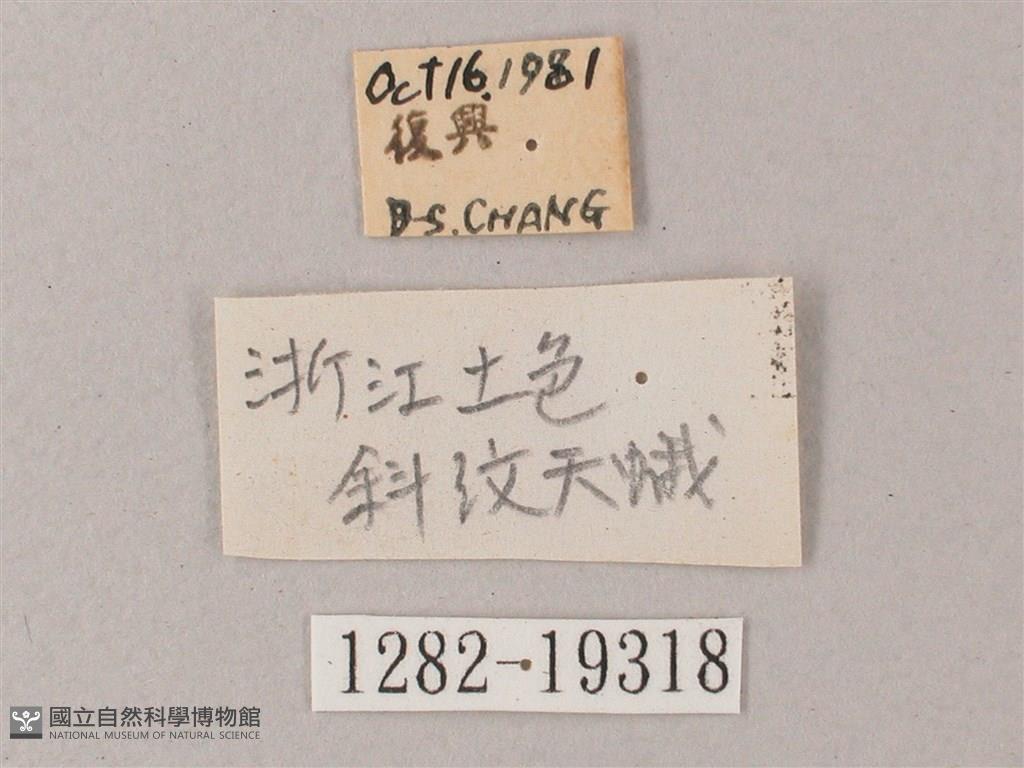 Oct 16.1981
復興
B-S. CHANG
浙江土色
斜紋天蛾
1282-19318
國立自然科學博物館
NATIONAL MUSEUM OF NATURAL SCIENCE